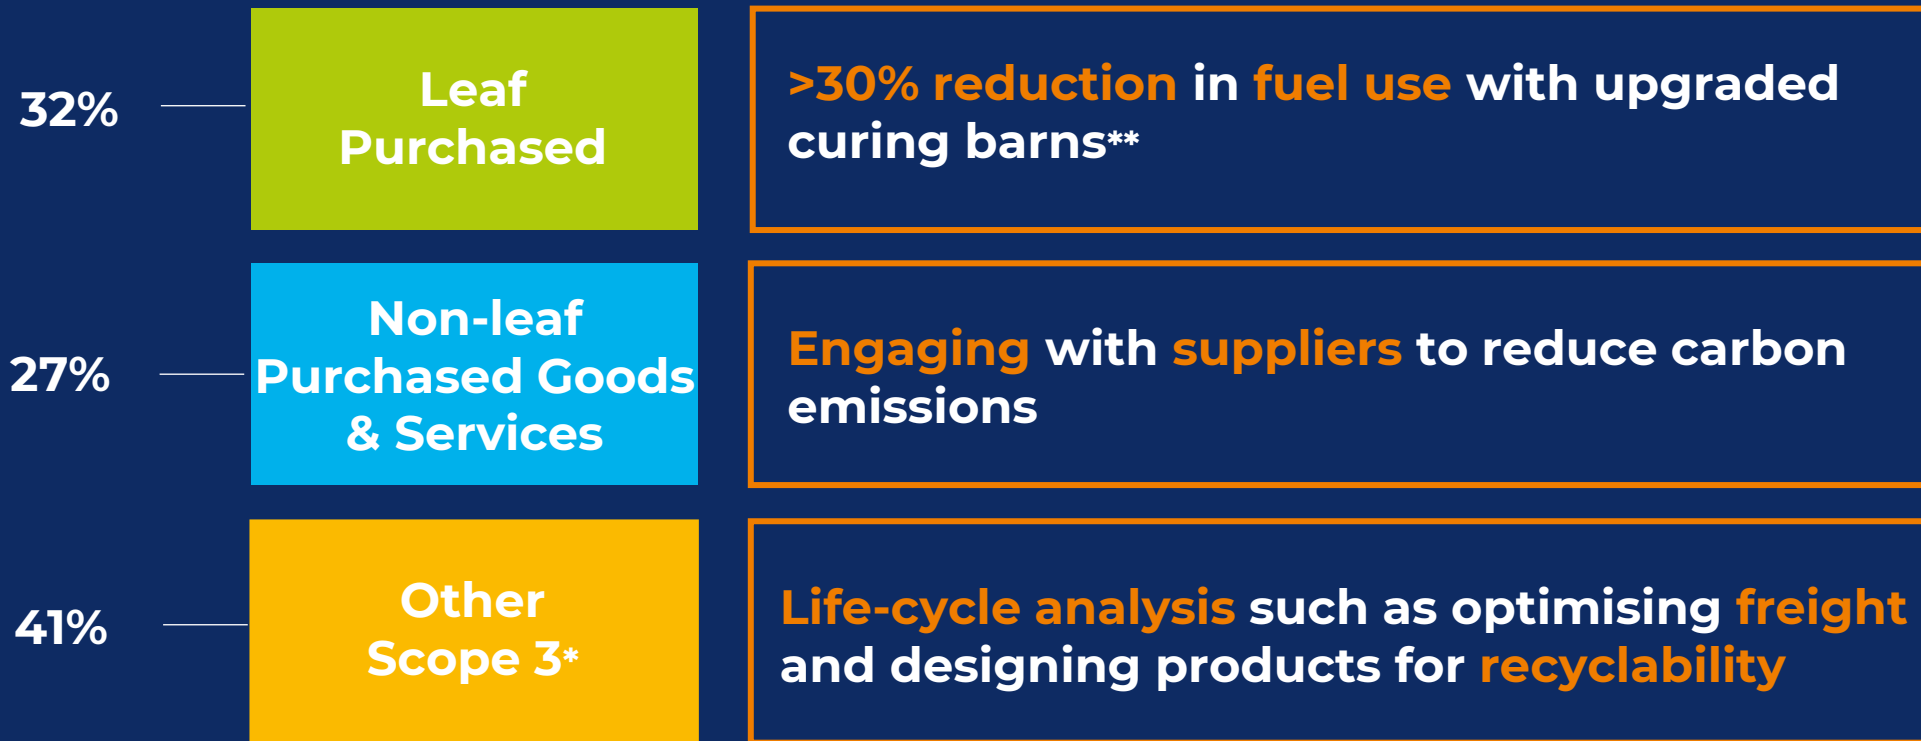 32%
Leaf
Purchased
>30% reduction in fuel use with upgraded
curing barns**
27%
Non-leaf
Purchased Goods
& Services
Engaging with suppliers to reduce carbon
emissions
41%
Other
Scope 3*
Life-cycle analysis such as optimising freight
and designing products for recyclability